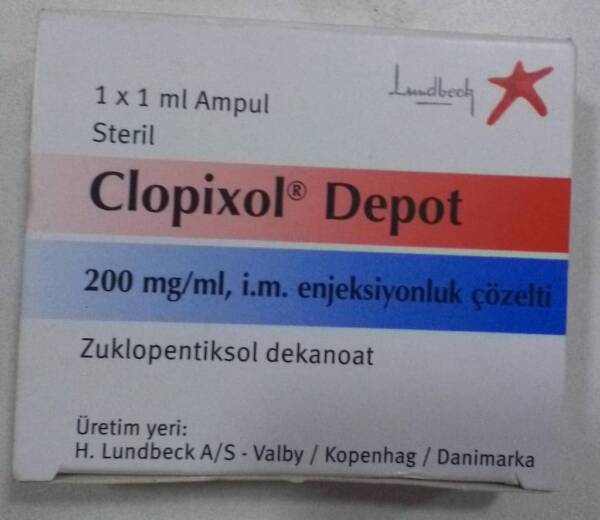 Lundbeck
1 x 1 ml Ampul
Steril
Clopixol® Depot
200 mg/ml, i.m. enjeksiyonluk çözelti
Zuklopentiksol dekanoat
Üretim yeri:
H. Lundbeck A/S - Valby / Kopenhag / Danimarka